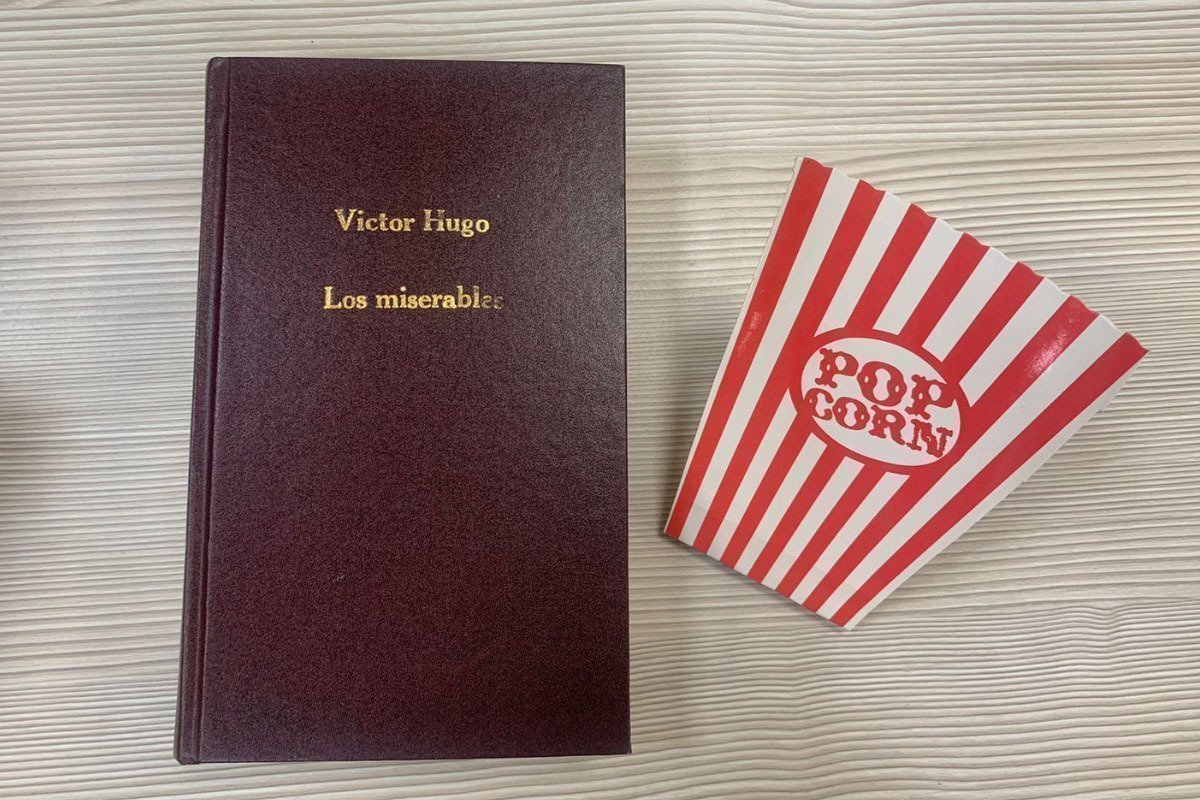 Victor Hugo
Los miserables
POP
CORN